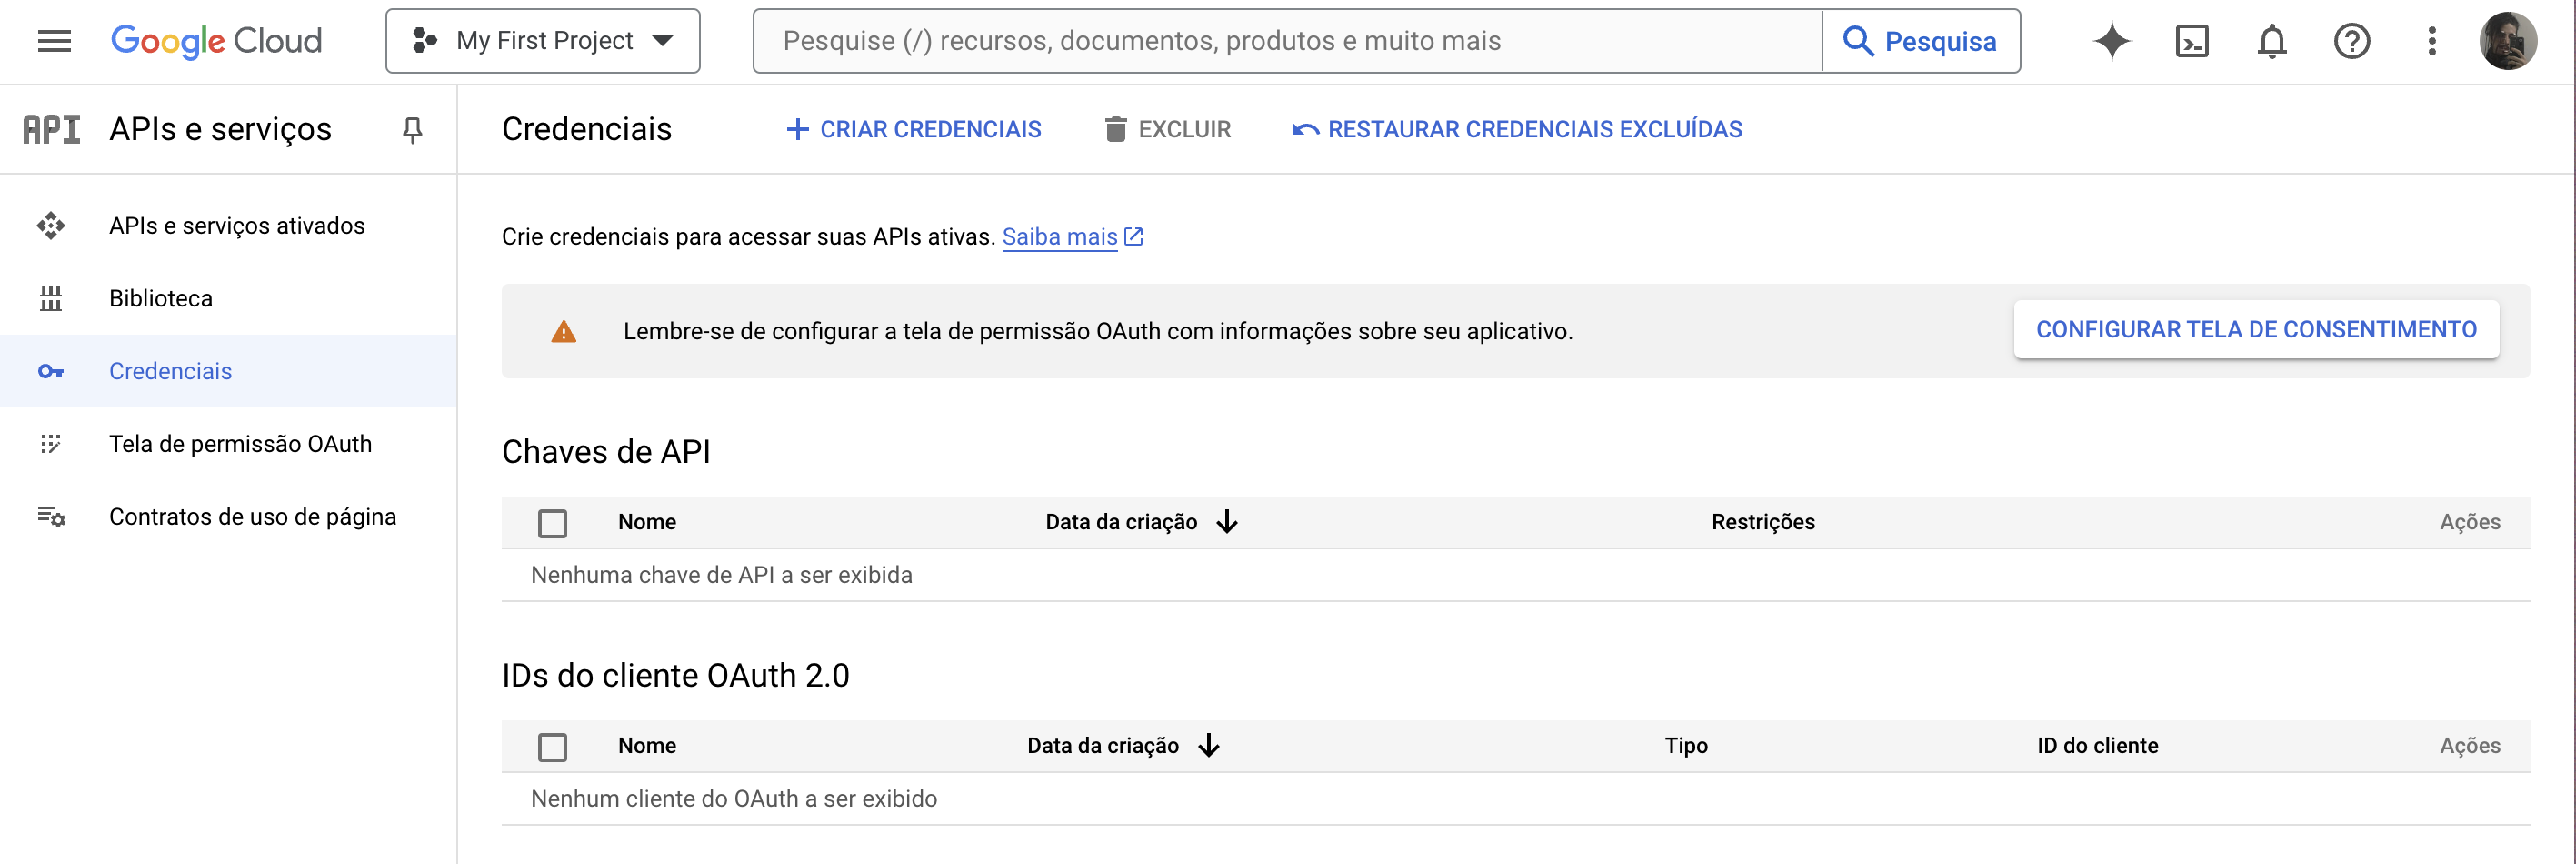 Google Cloud
My First Project
Pesquise (/) recursos, documentos, produtos e muito mais
Pesquisa
API
APIs e serviços
Credenciais
CRIAR CREDENCIAIS
EXCLUIR
RESTAURAR CREDENCIAIS EXCLUÍDAS
APIs e serviços ativados
Biblioteca
Credenciais
Tela de permissão OAuth
Contratos de uso de página
Crie credenciais para acessar suas APIs ativas. Saiba mais
Lembre-se de configurar a tela de permissão OAuth com informações sobre seu aplicativo.
CONFIGURAR TELA DE CONSENTIMENTO
Chaves de API
Nome Data da criação Restrições Ações
Nenhuma chave de API a ser exibida
IDs do cliente OAuth 2.0
Nome Data da criação Tipo ID do cliente Ações
Nenhum cliente do OAuth a ser exibido